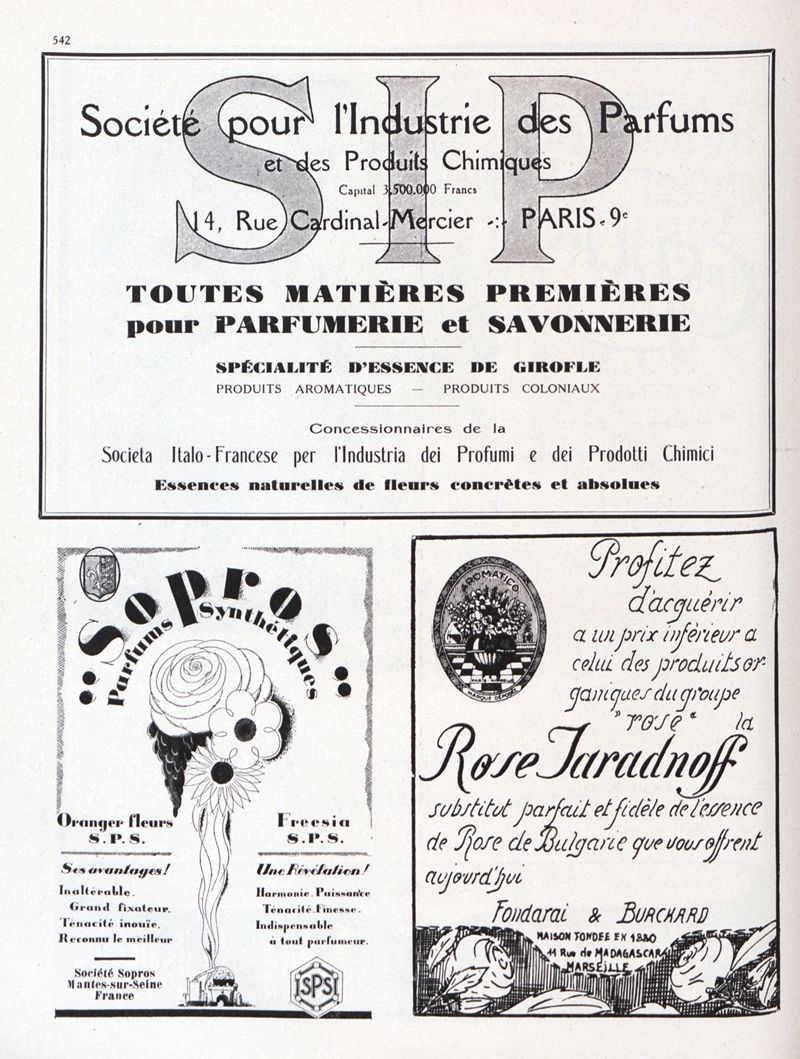 542
SIP
Société pour l'Industrie des Parfums
et des Produits Chimiques
Capital 3.500.000 Francs
14, Rue Cardinal-Mercier -:- PARIS-9e
TOUTES MATIÈRES PREMIÈRES
pour PARFUMERIE et SAVONNERIE
SPÉCIALITÉ D'ESSENCE DE GIROFLE
PRODUITS AROMATIQUES — PRODUITS COLONIAUX
Concessionnaires de la
Societa Italo-Francese per l'Industria dei Profumi e dei Prodotti Chimici
Essences naturelles de fleurs concrètes et absolues
"Sopros"
Parfums Synthétiques
Oranger fleurs
S.P.S.
Ses avantages!
Inaltérable.
Grand fixateur.
Ténacité inouïe.
Reconnu le meilleur
Société Sopros
Mantes-sur-Seine
France
Freesia
S.P.S.
Une Révélation!
Harmonie. Puissance
Ténacité. Finesse.
Indispensable
à tout parfumeur.
SPS
AROMATICO
MARQUE DÉPOSÉE
Profitez
d'acquérir
a un prix inférieur a
celui des produits or-
ganiques du groupe
"rose" la
Rose Taradnoff
substitut parfait et fidèle de l'essence
de Rose de Bulgarie que vous offrent
aujourd'hui
Fondarai & BURCHARD
MAISON FONDÉE EN 1880
11 Rue de MADAGASCAR
MARSEILLE